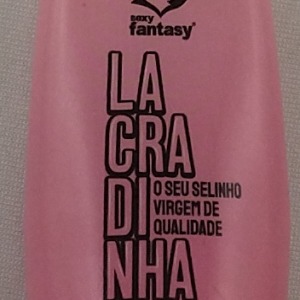 sexy
fantasy®
LA
CRA
DI
NHA
O SEU SELINHO
VIRGEM DE
QUALIDADE